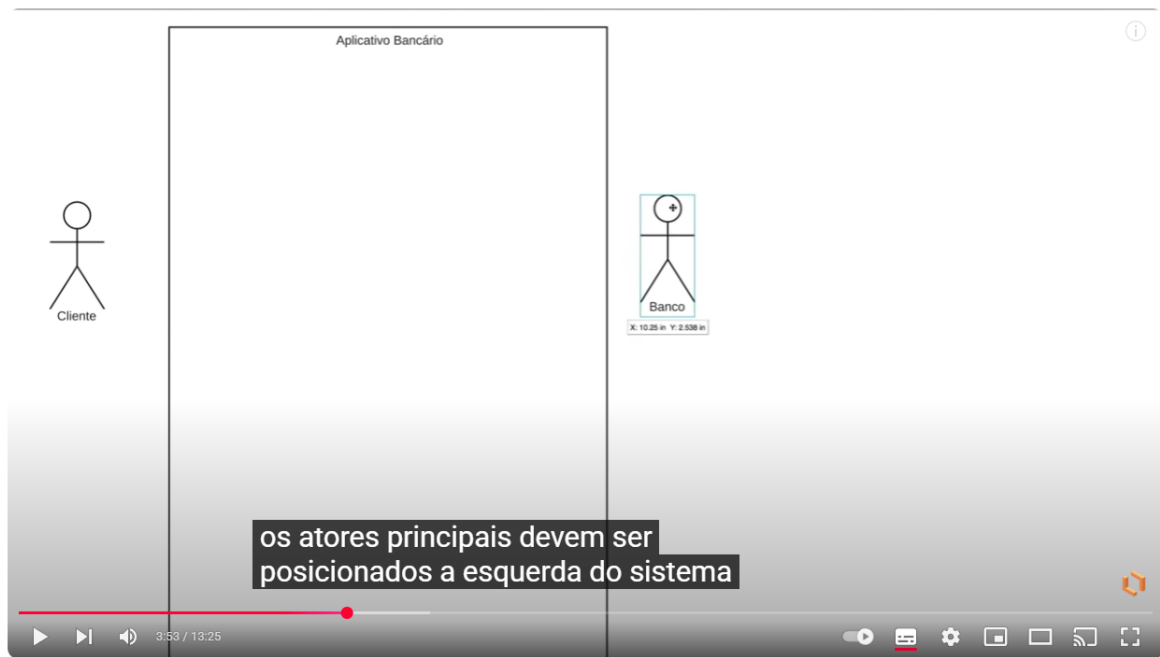 Aplicativo Bancário
Cliente
Banco
X: 10.25 in Y: 2.538 in
os atores principais devem ser
posicionados a esquerda do sistema
3:53 / 13:25